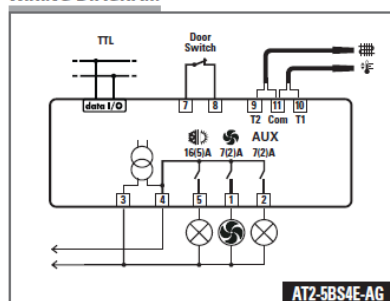 TTL
Door
Switch
data I/O
7 8 9 11 10
T2 Com T1
AUX
16(5)A 7(2)A 7(2)A
3 4 5 1 2
AT2-5BS4E-AG